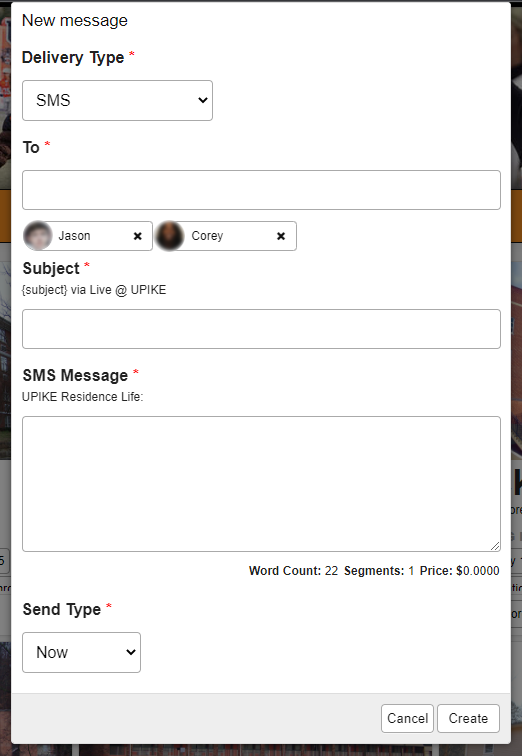 New message
Delivery Type *
SMS
To *
Jason ✖ Corey ✖
Subject *
{subject} via Live @ UPIKE
SMS Message *
UPIKE Residence Life:
Word Count: 22 Segments: 1 Price: $0.0000
Send Type *
Now
Cancel Create